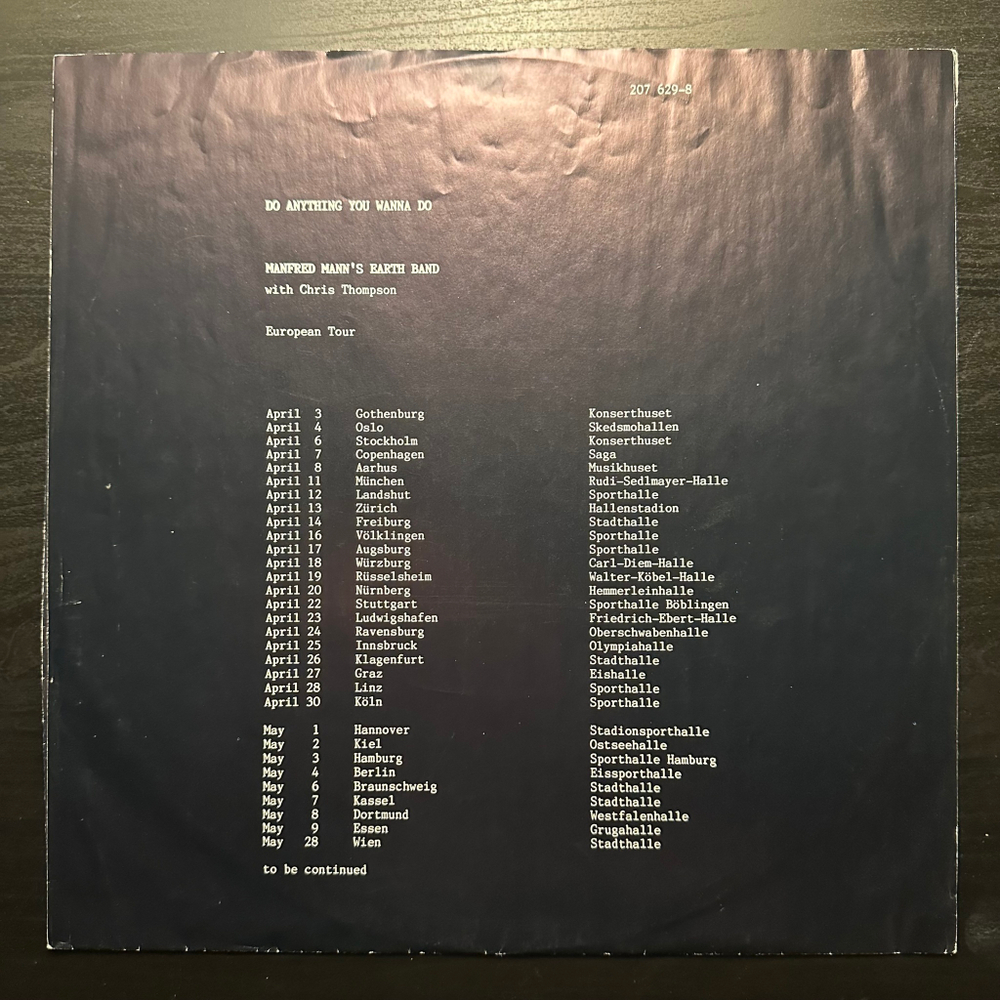 207 629-8
DO ANYTHING YOU WANNA DO
MANFRED MANN'S EARTH BAND
with Chris Thompson
European Tour
April 3 Gothenburg Konserthuset
April 4 Oslo Skedsmohallen
April 6 Stockholm Konserthuset
April 7 Copenhagen Saga
April 8 Aarhus Musikhuset
April 11 München Rudi-Sedlmayer-Halle
April 12 Landshut Sporthalle
April 13 Zürich Hallenstadion
April 14 Freiburg Stadthalle
April 16 Völklingen Sporthalle
April 17 Augsburg Sporthalle
April 18 Würzburg Carl-Diem-Halle
April 19 Rüsselsheim Walter-Köbel-Halle
April 20 Nürnberg Hemmerleinhalle
April 22 Stuttgart Sporthalle Böblingen
April 23 Ludwigshafen Friedrich-Ebert-Halle
April 24 Ravensburg Oberschwabenhalle
April 25 Innsbruck Olympiahalle
April 26 Klagenfurt Stadthalle
April 27 Graz Eishalle
April 28 Linz Sporthalle
April 30 Köln Sporthalle
May 1 Hannover Stadionsporthalle
May 2 Kiel Ostseehalle
May 3 Hamburg Sporthalle Hamburg
May 4 Berlin Eissporthalle
May 6 Braunschweig Stadthalle
May 7 Kassel Stadthalle
May 8 Dortmund Westfalenhalle
May 9 Essen Grugahalle
May 28 Wien Stadthalle
to be continued